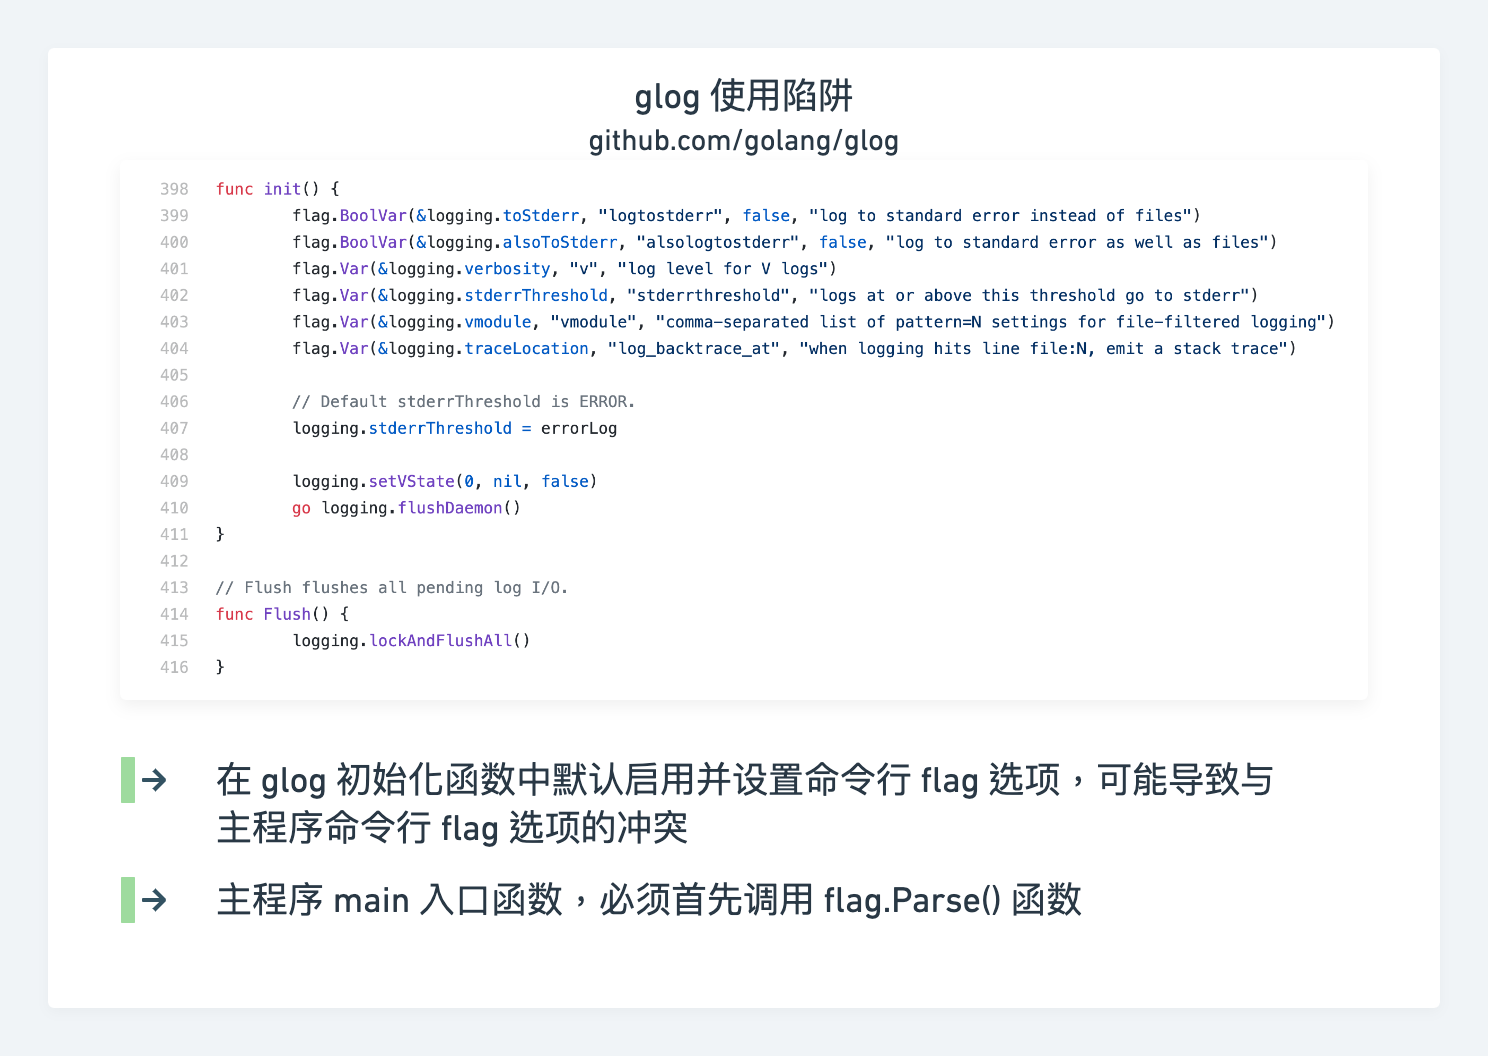 glog 使用陷阱
github.com/golang/glog
398 func init() {
399 flag.BoolVar(&logging.toStderr, "logtostderr", false, "log to standard error instead of files")
400 flag.BoolVar(&logging.alsoToStderr, "alsologtostderr", false, "log to standard error as well as files")
401 flag.Var(&logging.verbosity, "v", "log level for V logs")
402 flag.Var(&logging.stderrThreshold, "stderrthreshold", "logs at or above this threshold go to stderr")
403 flag.Var(&logging.vmodule, "vmodule", "comma-separated list of pattern=N settings for file-filtered logging")
404 flag.Var(&logging.traceLocation, "log_backtrace_at", "when logging hits line file:N, emit a stack trace")
405
406 // Default stderrThreshold is ERROR.
407 logging.stderrThreshold = errorLog
408
409 logging.setVState(0, nil, false)
410 go logging.flushDaemon()
411 }
412
413 // Flush flushes all pending log I/O.
414 func Flush() {
415 logging.lockAndFlushAll()
416 }
→ 在 glog 初始化函数中默认启用并设置命令行 flag 选项，可能导致与
主程序命令行 flag 选项的冲突
→ 主程序 main 入口函数，必须首先调用 flag.Parse() 函数